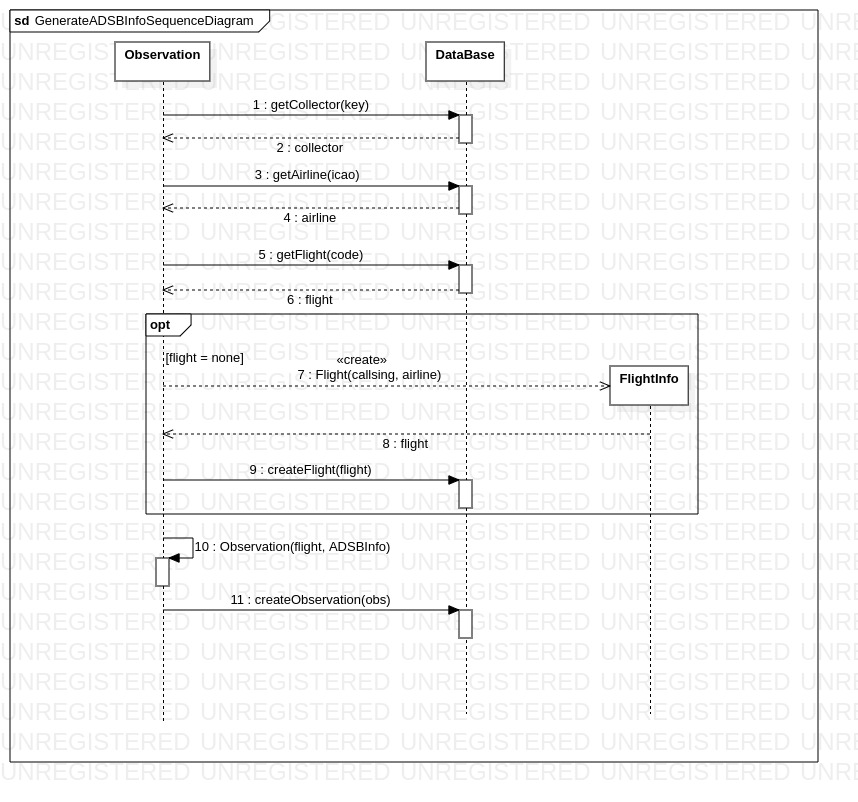 sd GenerateADSBInfoSequenceDiagram
Observation
DataBase
1 : getCollector(key)
2 : collector
3 : getAirline(icao)
4 : airline
5 : getFlight(code)
6 : flight
opt
[flight = none]
«create»
7 : Flight(callsing, airline)
FlightInfo
8 : flight
9 : createFlight(flight)
10 : Observation(flight, ADSBInfo)
11 : createObservation(obs)
UNREGISTERED UNREGISTERED UNREGISTERED UNREGISTERED